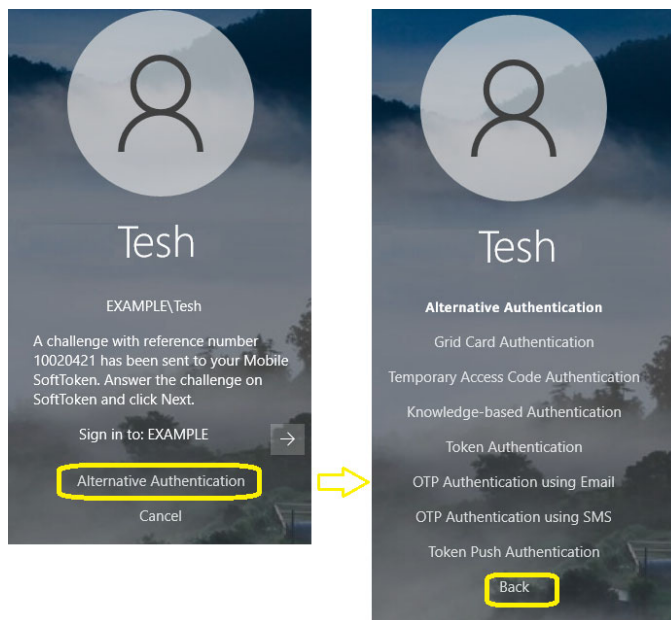 Tesh
EXAMPLE\Tesh
A challenge with reference number
10020421 has been sent to your Mobile
SoftToken. Answer the challenge on
SoftToken and click Next.
Sign in to: EXAMPLE
Alternative Authentication
Cancel
Tesh
Alternative Authentication
Grid Card Authentication
Temporary Access Code Authentication
Knowledge-based Authentication
Token Authentication
OTP Authentication using Email
OTP Authentication using SMS
Token Push Authentication
Back